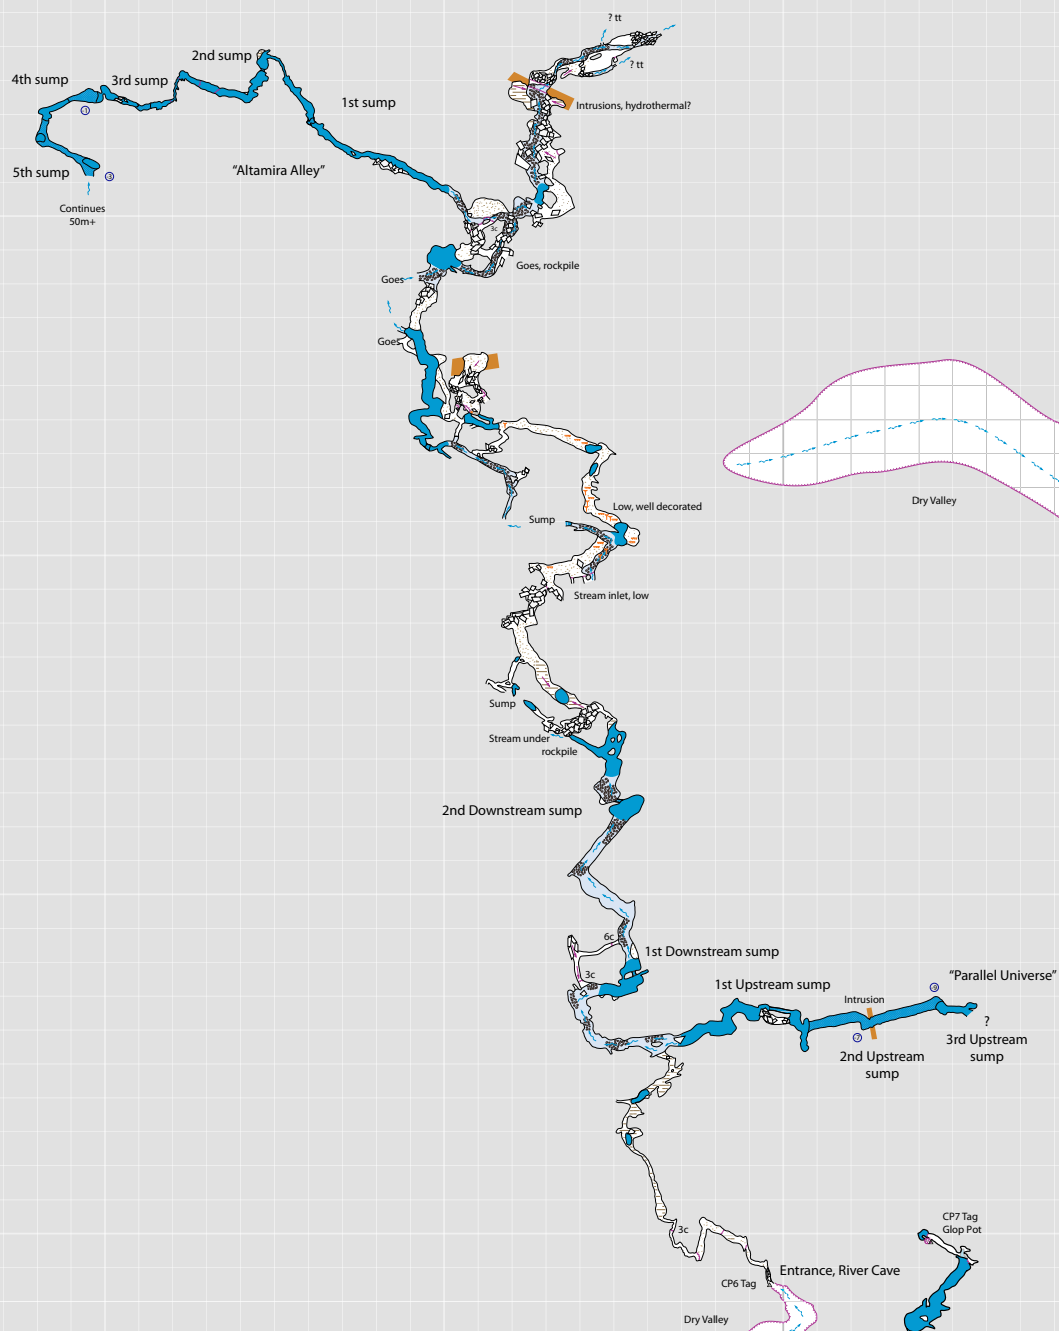 ? tt
2nd sump
4th sump
3rd sump
? tt
1st sump
Intrusions, hydrothermal?
"Altamira Alley"
5th sump
Continues
50m+
3c
Goes, rockpile
Goes
Goes
Dry Valley
Low, well decorated
Sump
Stream inlet, low
Sump
Stream under
rockpile
2nd Downstream sump
6c
1st Downstream sump
3c
1st Upstream sump
"Parallel Universe"
Intrusion
?
3rd Upstream
sump
2nd Upstream
sump
CP7 Tag
Glop Pot
3c
Entrance, River Cave
CP6 Tag
Dry Valley